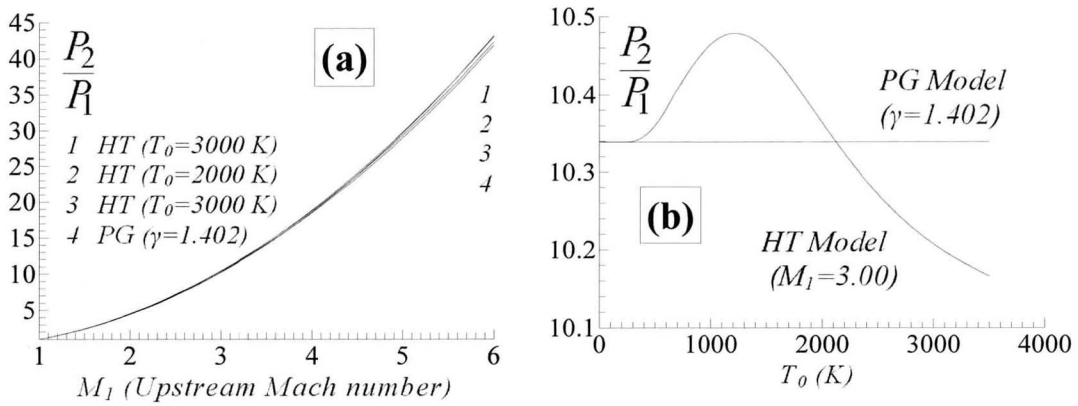 45
40
35
30
25
20
15
10
5
P2
P1
(a)
1 HT (T0=3000 K)
2 HT (T0=2000 K)
3 HT (T0=3000 K)
4 PG (γ=1.402)
1
2
3
4
1 2 3 4 5 6
M1 (Upstream Mach number)
10.5
10.4
10.3
10.2
10.1
P2
P1
PG Model
(γ=1.402)
(b)
HT Model
(M1=3.00)
0 1000 2000 3000 4000
T0 (K)